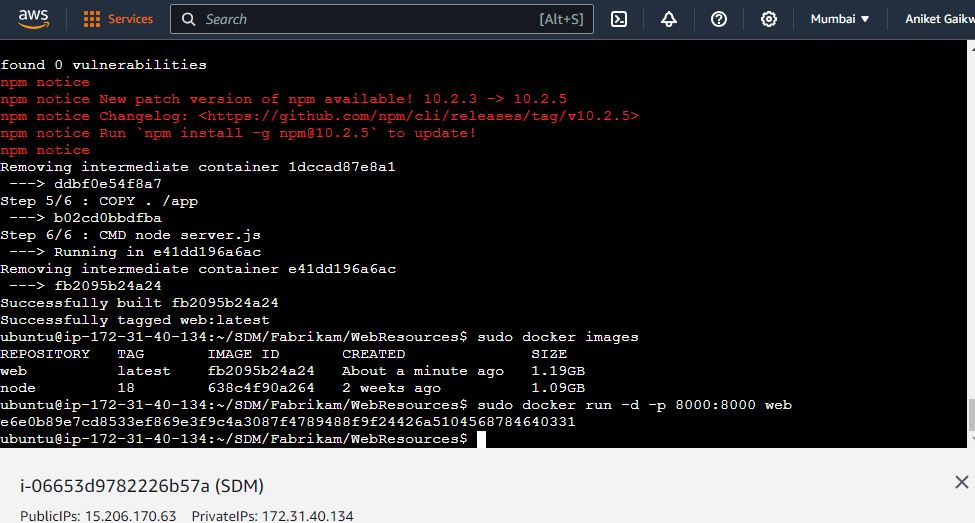 aws Services Search [Alt+S] Mumbai Aniket Gaikw
found 0 vulnerabilities
npm notice
npm notice New patch version of npm available! 10.2.3 -> 10.2.5
npm notice Changelog: <https://github.com/npm/cli/releases/tag/v10.2.5>
npm notice Run `npm install -g npm@10.2.5` to update!
npm notice
Removing intermediate container 1dccad87e8a1
 ---> ddbf0e54f8a7
Step 5/6 : COPY . /app
 ---> b02cd0bbdfba
Step 6/6 : CMD node server.js
 ---> Running in e41dd196a6ac
Removing intermediate container e41dd196a6ac
 ---> fb2095b24a24
Successfully built fb2095b24a24
Successfully tagged web:latest
ubuntu@ip-172-31-40-134:~/SDM/Fabrikam/WebResources$ sudo docker images
REPOSITORY TAG IMAGE ID CREATED SIZE
web latest fb2095b24a24 About a minute ago 1.19GB
node 18 638c4f90a264 2 weeks ago 1.09GB
ubuntu@ip-172-31-40-134:~/SDM/Fabrikam/WebResources$ sudo docker run -d -p 8000:8000 web
e6e0b89e7cd8533ef869e3f9c4a3087f4789488f9f24426a5104568784640331
ubuntu@ip-172-31-40-134:~/SDM/Fabrikam/WebResources$
i-06653d9782226b57a (SDM)
PublicIPs: 15.206.170.63 PrivateIPs: 172.31.40.134